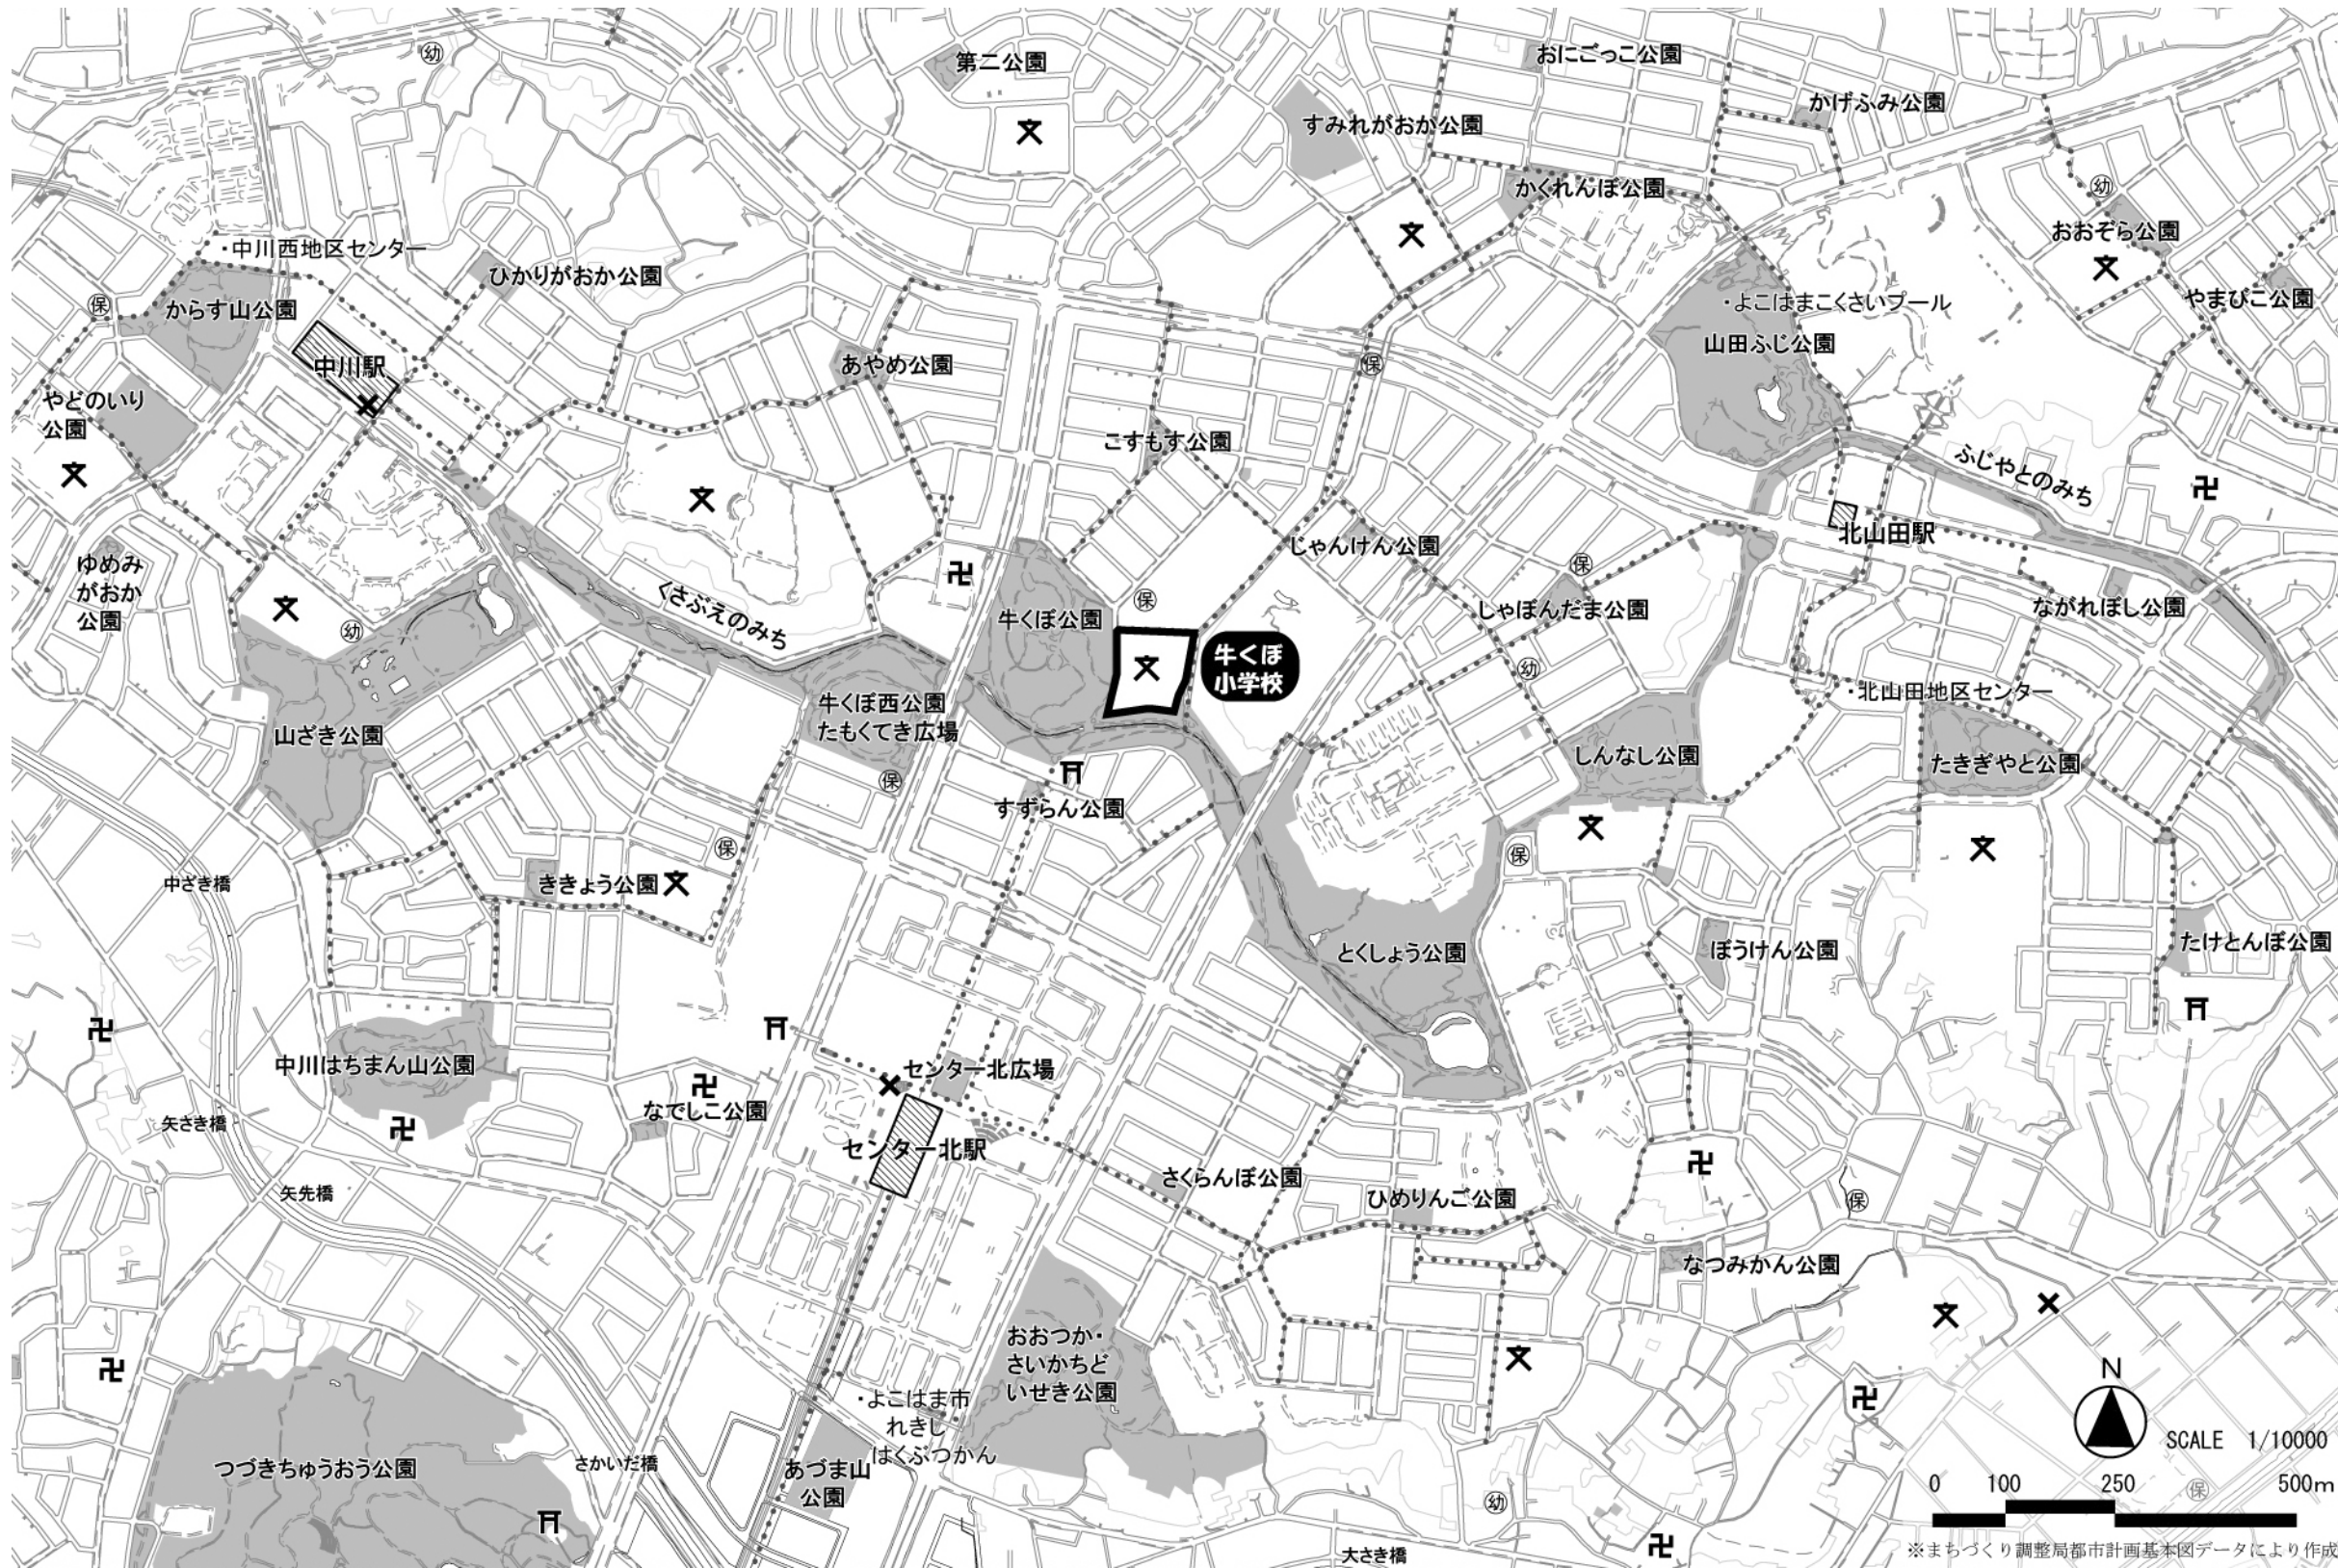 幼
第二公園
おにごっこ公園
かげふみ公園
すみれがおか公園
かくれんぼ公園
幼
おおぞら公園
・中川西地区センター
ひかりがおか公園
保
からす山公園
・よこはまこくさいプール
やまびこ公園
山田ふじ公園
中川駅
あやめ公園
保
やどのいり
公園
こすもす公園
ふじやとのみち
北山田駅
じゃんけん公園
保
ゆめみ
がおか
公園
くさぶえのみち
牛くぼ公園
保
しゃぼんだま公園
ながれぼし公園
幼
牛くぼ
小学校
幼
・北山田地区センター
牛くぼ西公園
たもくてき広場
山ざき公園
しんなし公園
たきぎやと公園
保
すずらん公園
保
保
中ざき橋
ききょう公園
とくしょう公園
ぼうけん公園
たけとんぼ公園
中川はちまん山公園
センター北広場
なでしこ公園
矢さき橋
センター北駅
さくらんぼ公園
矢先橋
ひめりんご公園
保
なつみかん公園
おおつか・
さいかちど
いせき公園
・よこはま市
れきし
はくぶつかん
つづきちゅうおう公園
さかいだ橋
あづま山
公園
幼
大さき橋
N
SCALE 1/10000
0 100 250 500m
保
※まちづくり調整局都市計画基本図データにより作成